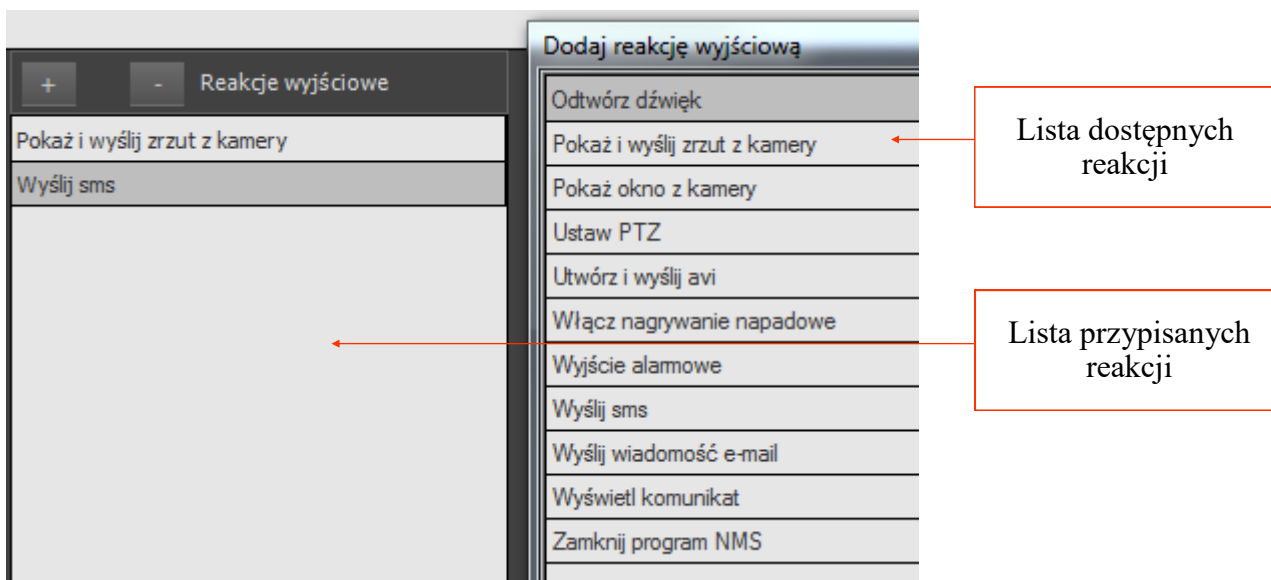 + - Reakcje wyjściowe
Pokaż i wyślij zrzut z kamery
Wyślij sms
Dodaj reakcję wyjściową
Odtwórz dźwięk
Pokaż i wyślij zrzut z kamery
Pokaż okno z kamery
Ustaw PTZ
Utwórz i wyślij avi
Włącz nagrywanie napadowe
Wyjście alarmowe
Wyślij sms
Wyślij wiadomość e-mail
Wyświetl komunikat
Zamknij program NMS
Lista dostępnych
reakcji
Lista przypisanych
reakcji